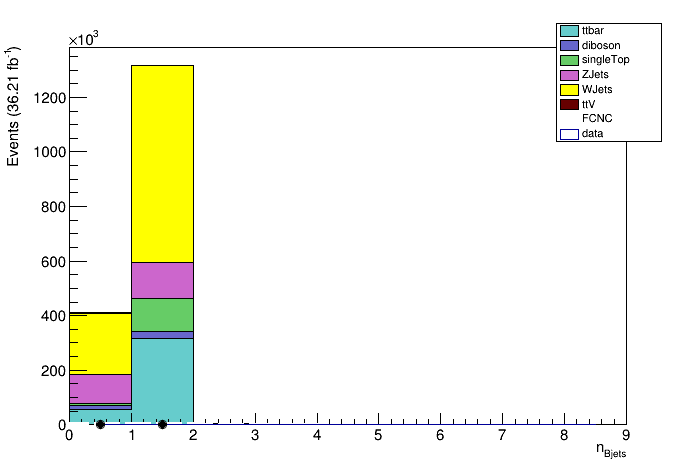 ×10³
Events (36.21 fb⁻¹)
1200
1000
800
600
400
200
0
0 1 2 3 4 5 6 7 8 9
nBjets
ttbar
diboson
singleTop
ZJets
WJets
ttV
FCNC
data